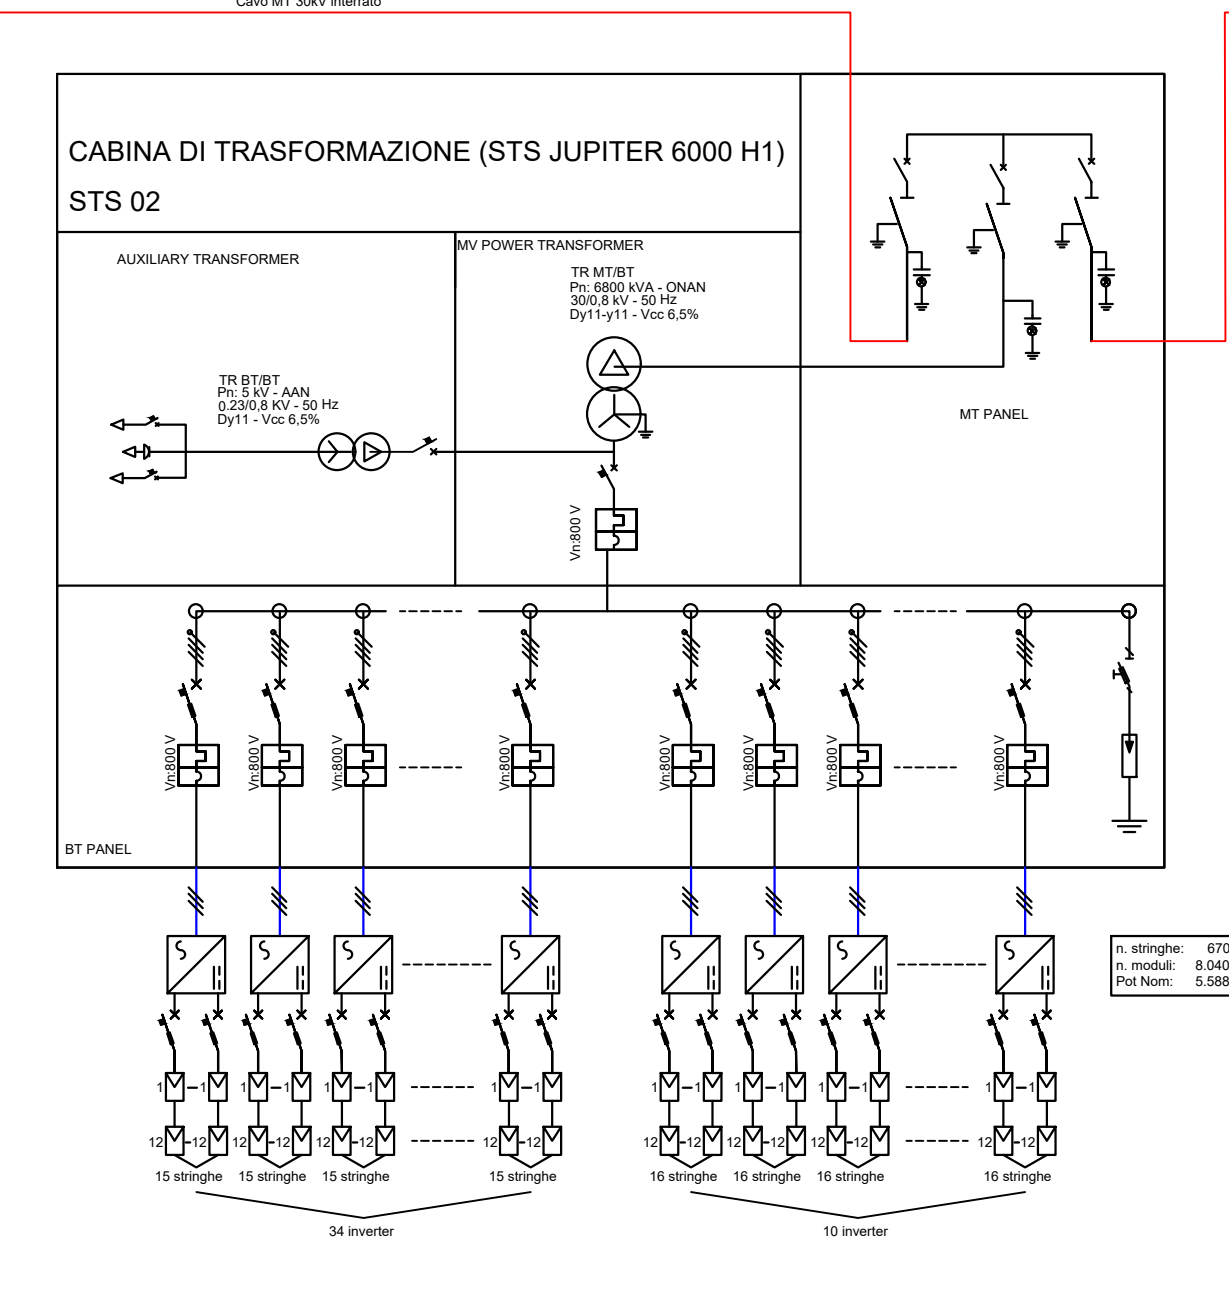 Cavo MT 30kV interrato
CABINA DI TRASFORMAZIONE (STS JUPITER 6000 H1)
STS 02
AUXILIARY TRANSFORMER
MV POWER TRANSFORMER
TR MT/BT
Pn: 6800 kVA - ONAN
30/0,8 kV - 50 Hz
Dy11-y11 - Vcc 6,5%
TR BT/BT
Pn: 5 kV - AAN
0.23/0,8 KV - 50 Hz
Dy11 - Vcc 6,5%
MT PANEL
Vn:800 V
Vn:800 V
Vn:800 V
Vn:800 V
Vn:800 V
Vn:800 V
Vn:800 V
Vn:800 V
Vn:800 V
BT PANEL
n. stringhe: 670
n. moduli: 8.040
Pot Nom: 5.588
1 1 1 1 1 1 1 1 1 1 1 1 1 1 1 1
12 12 12 12 12 12 12 12 12 12 12 12 12 12 12 12
15 stringhe 15 stringhe 15 stringhe 15 stringhe 16 stringhe 16 stringhe 16 stringhe 16 stringhe
34 inverter 10 inverter